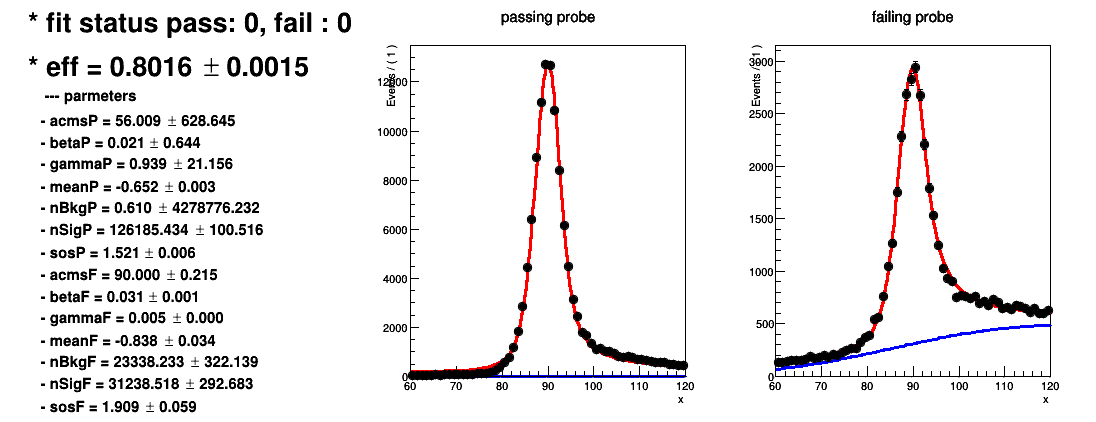 * fit status pass: 0, fail : 0
* eff = 0.8016 ± 0.0015
--- parmeters
- acmsP = 56.009 ± 628.645
- betaP = 0.021 ± 0.644
- gammaP = 0.939 ± 21.156
- meanP = -0.652 ± 0.003
- nBkgP = 0.610 ± 4278776.232
- nSigP = 126185.434 ± 100.516
- sosP = 1.521 ± 0.006
- acmsF = 90.000 ± 0.215
- betaF = 0.031 ± 0.001
- gammaF = 0.005 ± 0.000
- meanF = -0.838 ± 0.034
- nBkgF = 23338.233 ± 322.139
- nSigF = 31238.518 ± 292.683
- sosF = 1.909 ± 0.059
passing probe
Events / ( 1 )
12000
10000
8000
6000
4000
2000
0
60 70 80 90 100 110 120
x
failing probe
Events / ( 1 )
3000
2500
2000
1500
1000
500
0
60 70 80 90 100 110 120
x